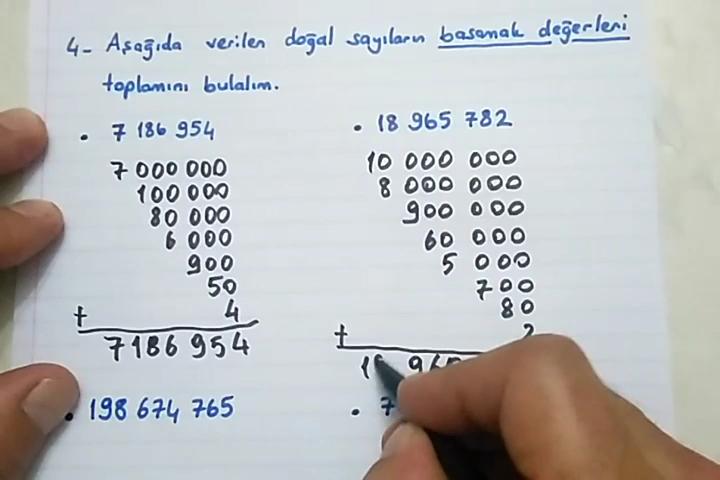 4- Aşağıda verilen doğal sayıların basamak değerleri
toplamını bulalım.
• 7 186 954
7 000 000
100 000
80 000
6 000
900
50
+ 4
7186 954
• 198 674 765
• 18 965 782
10 000 000
8 000 000
900 000
60 000
5 000
700
80
+ 2
• 7